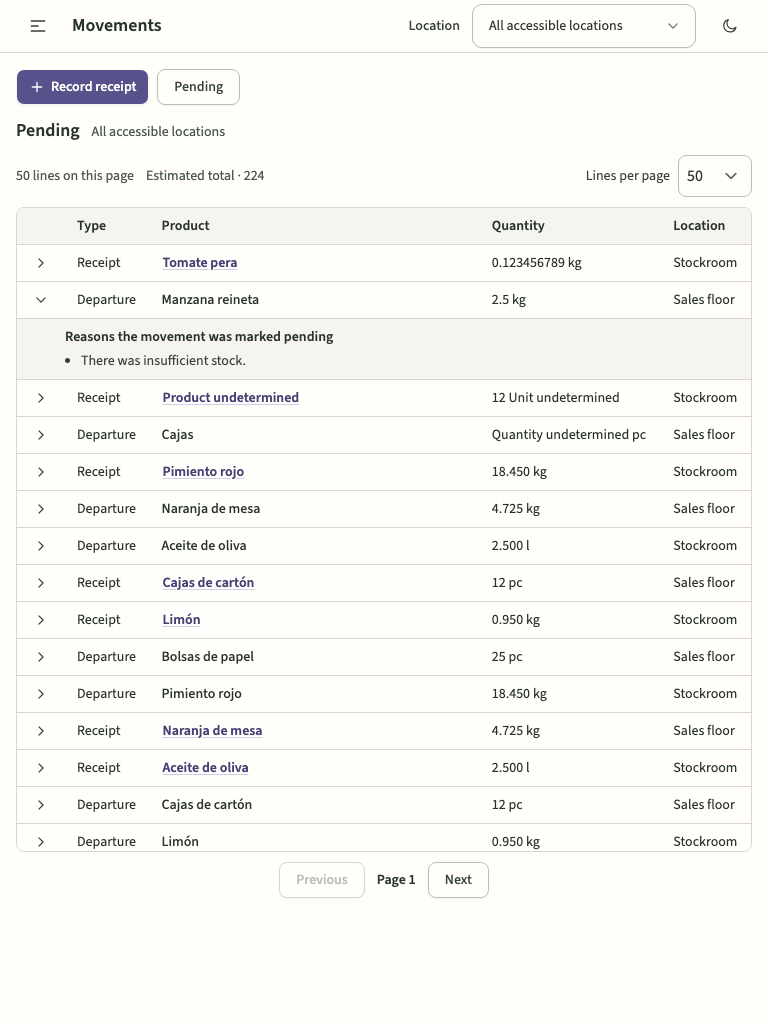 Movements Location All accessible locations
Record receipt Pending
Pending All accessible locations
50 lines on this page Estimated total · 224 Lines per page 50
Type Product Quantity Location
Receipt Tomate pera 0.123456789 kg Stockroom
Departure Manzana reineta 2.5 kg Sales floor
Reasons the movement was marked pending
• There was insufficient stock.
Receipt Product undetermined 12 Unit undetermined Stockroom
Departure Cajas Quantity undetermined pc Sales floor
Receipt Pimiento rojo 18.450 kg Stockroom
Departure Naranja de mesa 4.725 kg Sales floor
Departure Aceite de oliva 2.500 l Stockroom
Receipt Cajas de cartón 12 pc Sales floor
Receipt Limón 0.950 kg Stockroom
Departure Bolsas de papel 25 pc Sales floor
Departure Pimiento rojo 18.450 kg Stockroom
Receipt Naranja de mesa 4.725 kg Sales floor
Receipt Aceite de oliva 2.500 l Stockroom
Departure Cajas de cartón 12 pc Sales floor
Departure Limón 0.950 kg Stockroom
Previous Page 1 Next